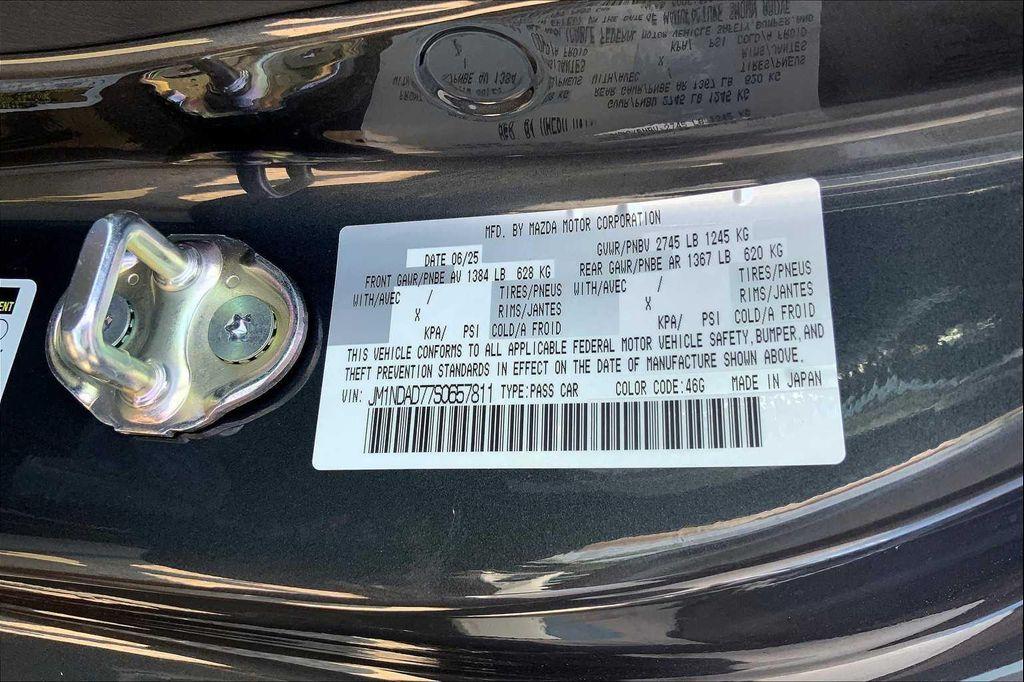 MFD. BY MAZDA MOTOR CORPORATION
DATE 06/25 GVWR/PNBV 2745 LB 1245 KG
FRONT GAWR/PNBE AV 1384 LB 628 KG REAR GAWR/PNBE AR 1367 LB 620 KG
WITH/AVEC / TIRES/PNEUS WITH/AVEC / TIRES/PNEUS
X RIMS/JANTES X RIMS/JANTES
KPA/ PSI COLD/A FROID KPA/ PSI COLD/A FROID
THIS VEHICLE CONFORMS TO ALL APPLICABLE FEDERAL MOTOR VEHICLE SAFETY, BUMPER, AND
THEFT PREVENTION STANDARDS IN EFFECT ON THE DATE OF MANUFACTURE SHOWN ABOVE.
VIN: JM1NDAD77S0657811 TYPE:PASS CAR COLOR CODE:46G MADE IN JAPAN